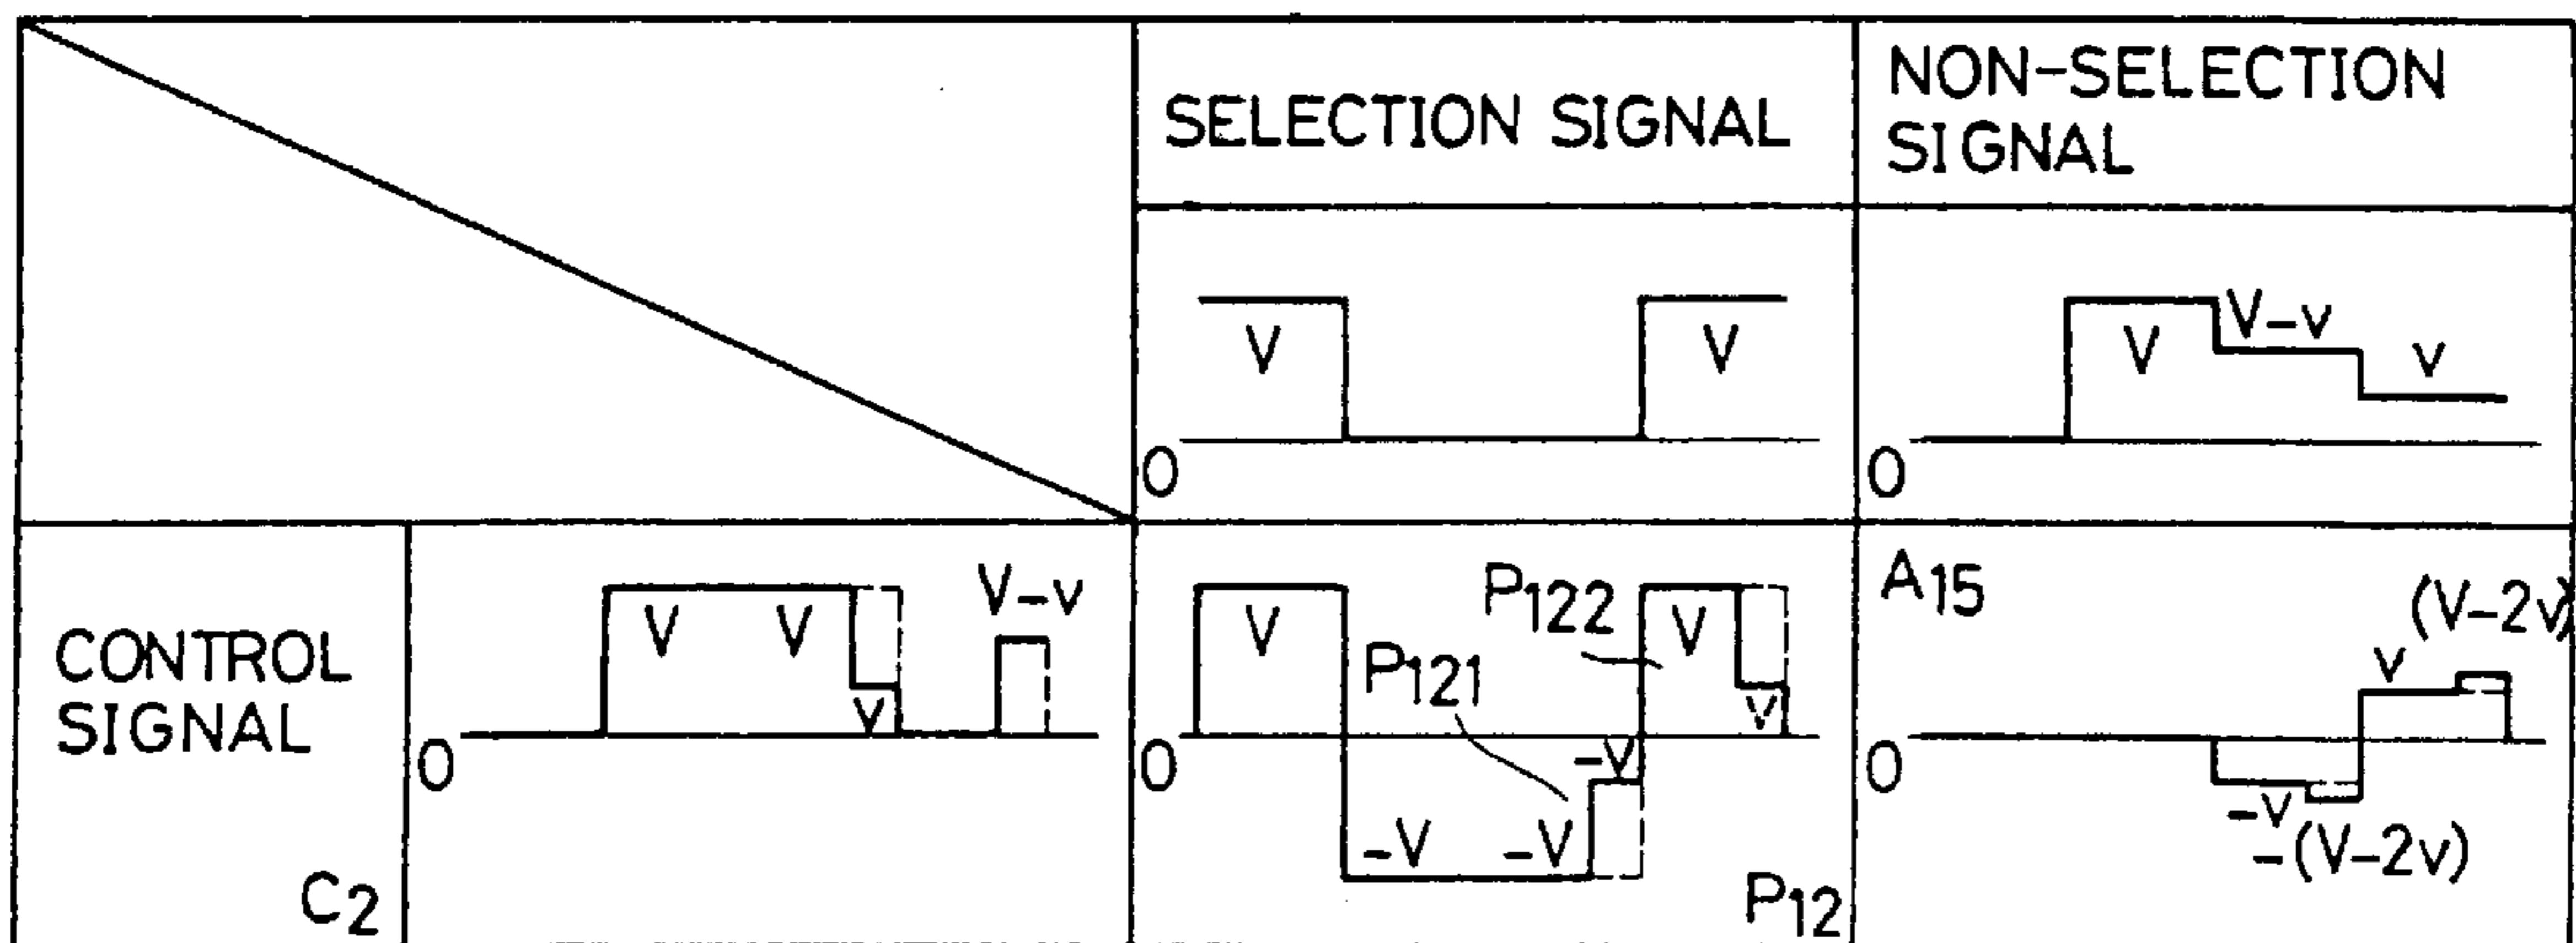 SELECTION SIGNAL
NON-SELECTION
SIGNAL
V
V
0
V
V-v
v
0
CONTROL
SIGNAL
C2
V
V
v
V-v
0
P122
P121
V
V
v
-v
-V
-V
0
P12
A15
(V-2v)
v
-v
-(V-2v)
0